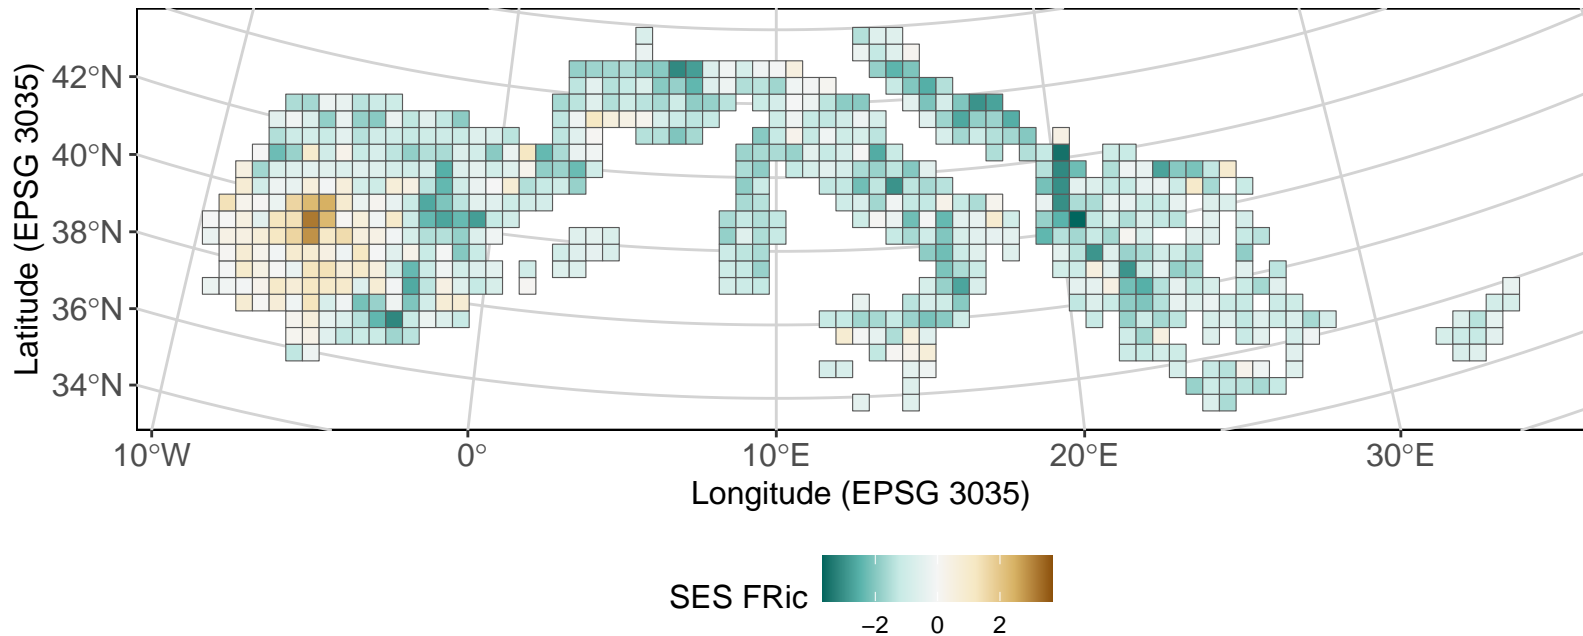 Latitude (EPSG 3035)
42°N
40°N
38°N
36°N
34°N
10°W
0°
10°E
20°E
30°E
Longitude (EPSG 3035)
SES FRic
−2
0
2